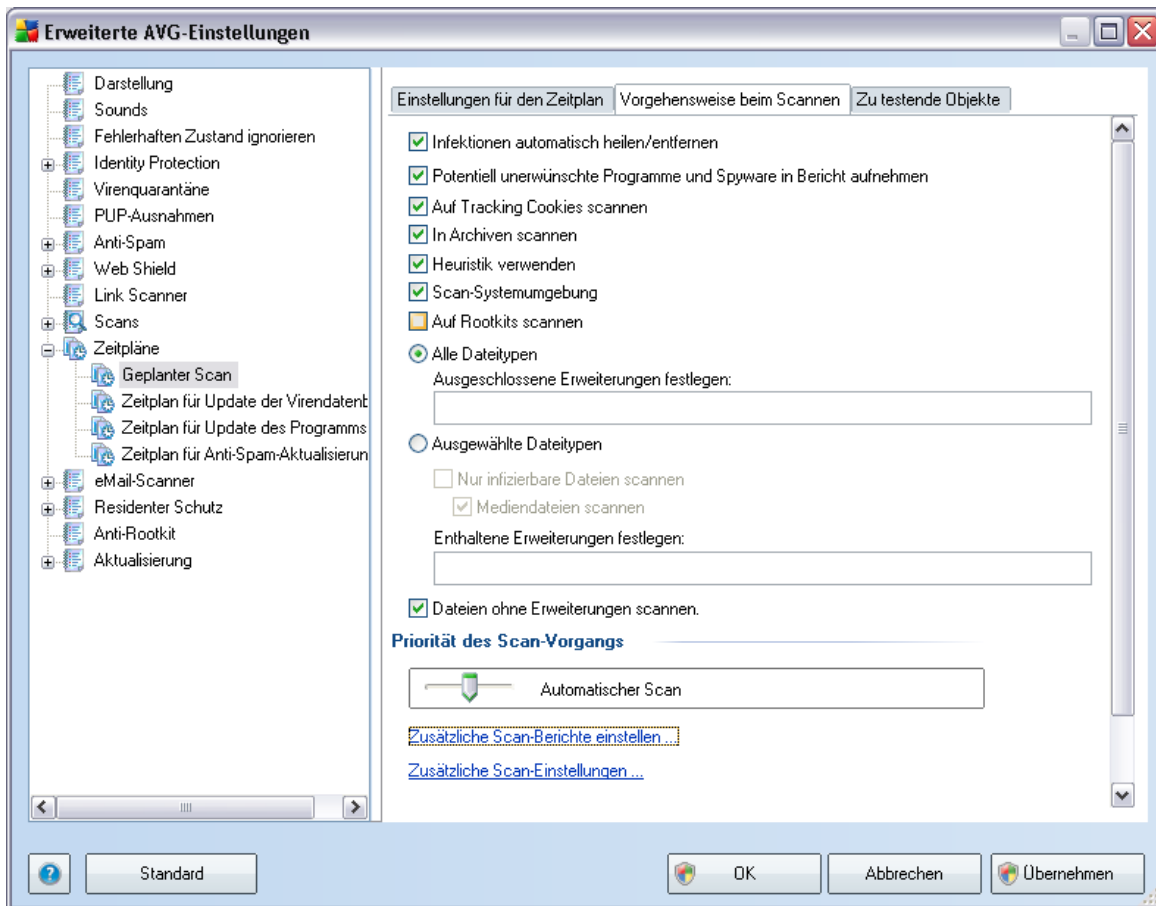 Erweiterte AVG-Einstellungen
Darstellung
Sounds
Fehlerhaften Zustand ignorieren
Identity Protection
Virenquarantäne
PUP-Ausnahmen
Anti-Spam
Web Shield
Link Scanner
Scans
Zeitpläne
Geplanter Scan
Zeitplan für Update der Virendatenb
Zeitplan für Update des Programms
Zeitplan für Anti-Spam-Aktualisierun
eMail-Scanner
Residenter Schutz
Anti-Rootkit
Aktualisierung
Einstellungen für den Zeitplan Vorgehensweise beim Scannen Zu testende Objekte
Infektionen automatisch heilen/entfernen
Potentiell unerwünschte Programme und Spyware in Bericht aufnehmen
Auf Tracking Cookies scannen
In Archiven scannen
Heuristik verwenden
Scan-Systemumgebung
Auf Rootkits scannen
Alle Dateitypen
Ausgeschlossene Erweiterungen festlegen:
Ausgewählte Dateitypen
Nur infizierbare Dateien scannen
Mediendateien scannen
Enthaltene Erweiterungen festlegen:
Dateien ohne Erweiterungen scannen.
Priorität des Scan-Vorgangs
Automatischer Scan
Zusätzliche Scan-Berichte einstellen ...
Zusätzliche Scan-Einstellungen ...
? Standard OK Abbrechen Übernehmen